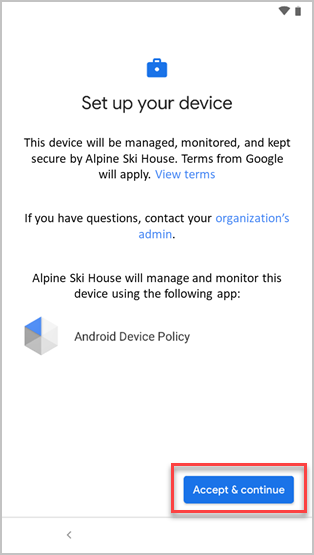 Set up your device
This device will be managed, monitored, and kept
secure by Alpine Ski House. Terms from Google
will apply. View terms
If you have questions, contact your organization's
admin.
Alpine Ski House will manage and monitor this
device using the following app:
Android Device Policy
Accept & continue